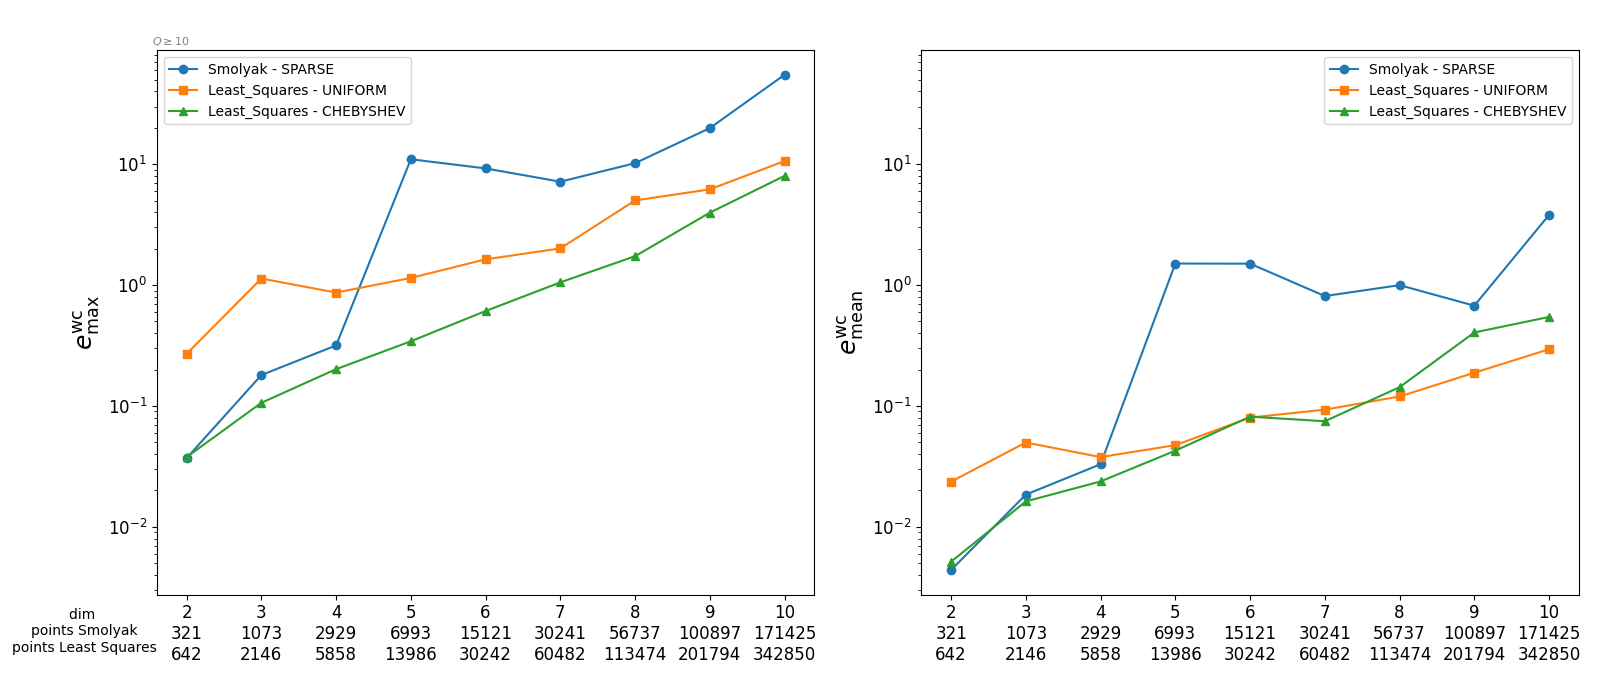 Q ≥ 10
Smolyak - SPARSE
Least_Squares - UNIFORM
Least_Squares - CHEBYSHEV
10^1
10^0
10^-1
10^-2
e^wc_max
dim 2 3 4 5 6 7 8 9 10
points Smolyak 321 1073 2929 6993 15121 30241 56737 100897 171425
points Least Squares 642 2146 5858 13986 30242 60482 113474 201794 342850
Smolyak - SPARSE
Least_Squares - UNIFORM
Least_Squares - CHEBYSHEV
10^1
10^0
10^-1
10^-2
e^wc_mean
2 3 4 5 6 7 8 9 10
321 1073 2929 6993 15121 30241 56737 100897 171425
642 2146 5858 13986 30242 60482 113474 201794 342850